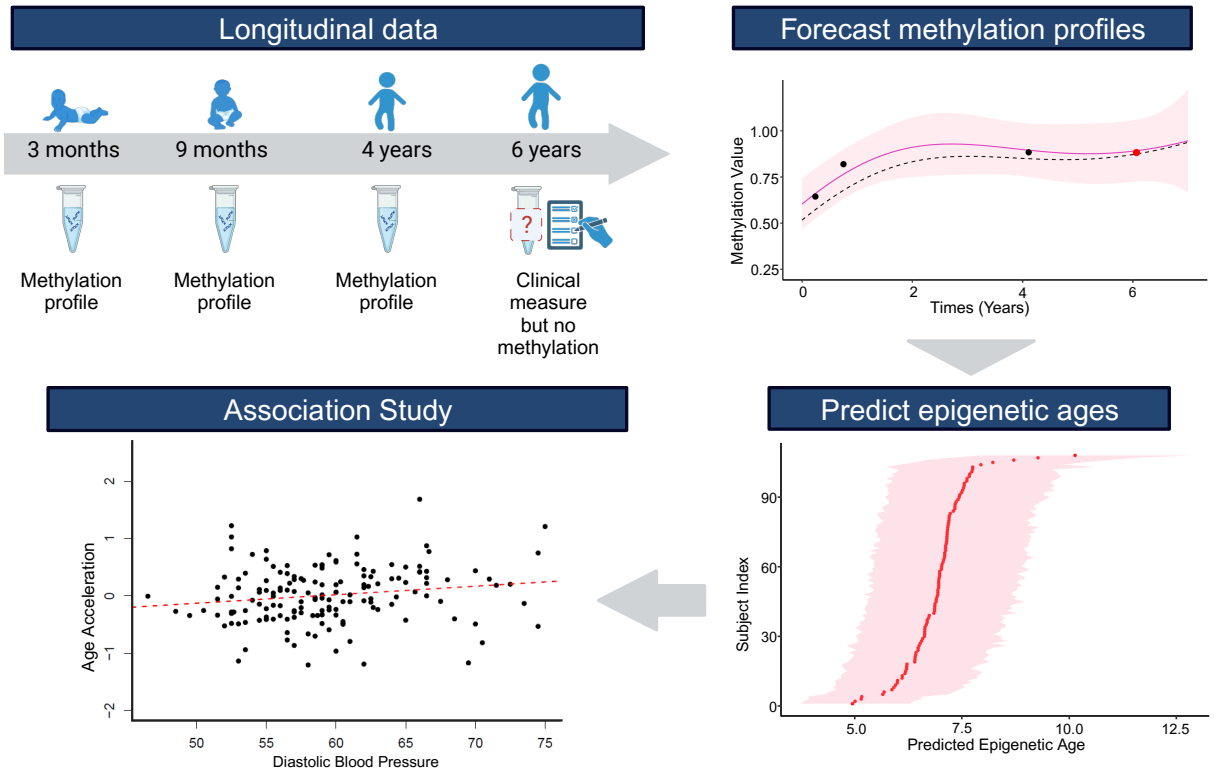 Longitudinal data
3 months
9 months
4 years
6 years
?
Methylation
profile
Methylation
profile
Methylation
profile
Clinical
measure
but no
methylation
Forecast methylation profiles
Methylation Value
1.00
0.75
0.50
0.25
0
2
4
6
Times (Years)
Association Study
Age Acceleration
2
1
0
−1
−2
50
55
60
65
70
75
Diastolic Blood Pressure
Predict epigenetic ages
Subject Index
90
60
30
0
5.0
7.5
10.0
12.5
Predicted Epigenetic Age